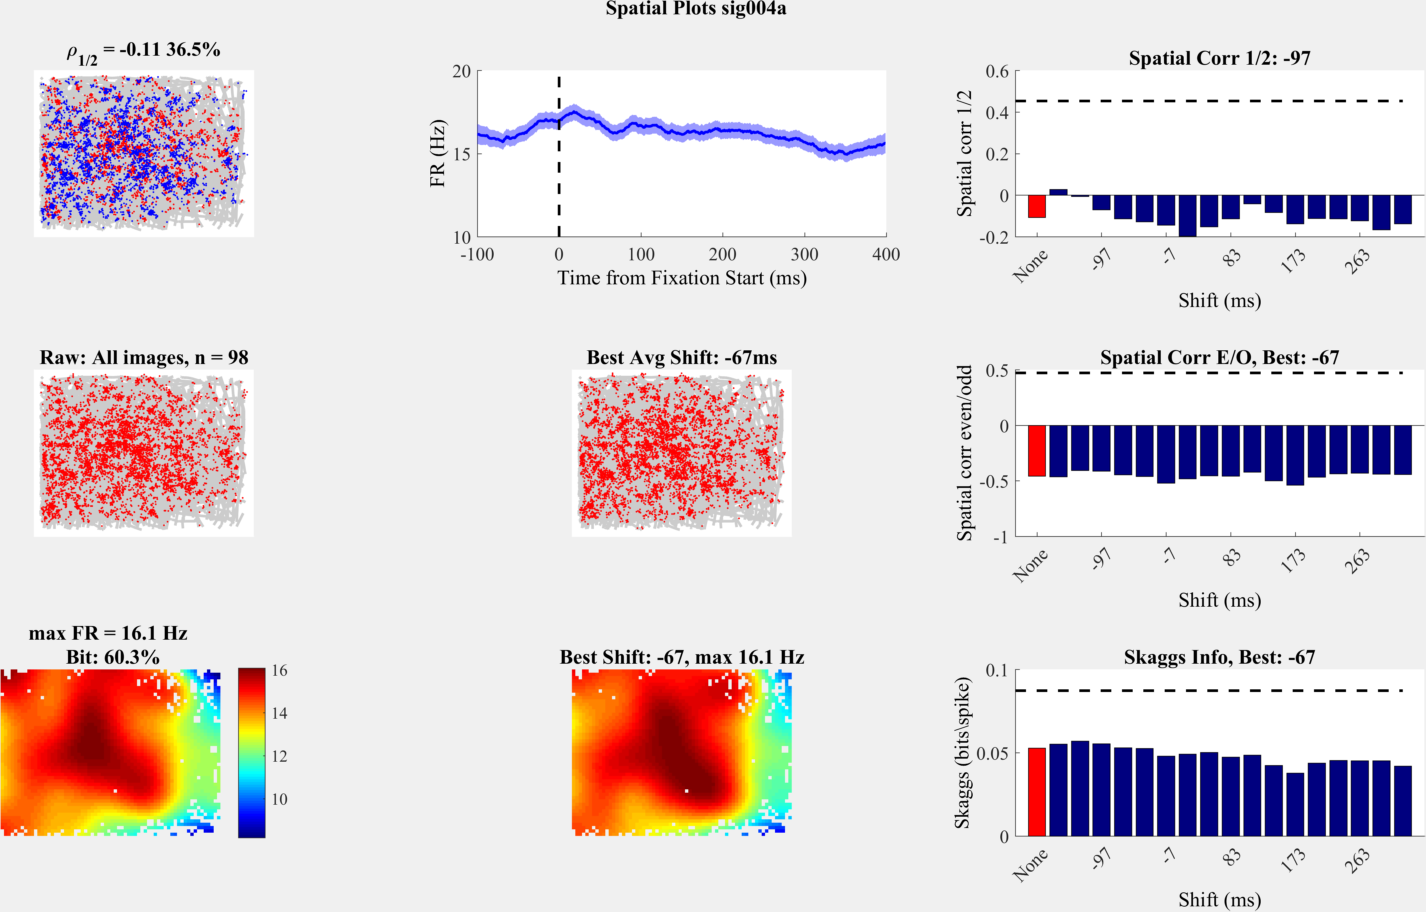 Spatial Plots sig004a
ρ1/2 = -0.11 36.5%
20
15
10
FR (Hz)
-100 0 100 200 300 400
Time from Fixation Start (ms)
Spatial Corr 1/2: -97
0.6
0.4
0.2
0
-0.2
Spatial corr 1/2
None -97 -7 83 173 263
Shift (ms)
Raw: All images, n = 98
Best Avg Shift: -67ms
Spatial Corr E/O, Best: -67
0.5
0
-0.5
-1
Spatial corr even/odd
None -97 -7 83 173 263
Shift (ms)
max FR = 16.1 Hz
Bit: 60.3%
16
14
12
10
Best Shift: -67, max 16.1 Hz
Skaggs Info, Best: -67
0.1
0.05
0
Skaggs (bits\spike)
None -97 -7 83 173 263
Shift (ms)